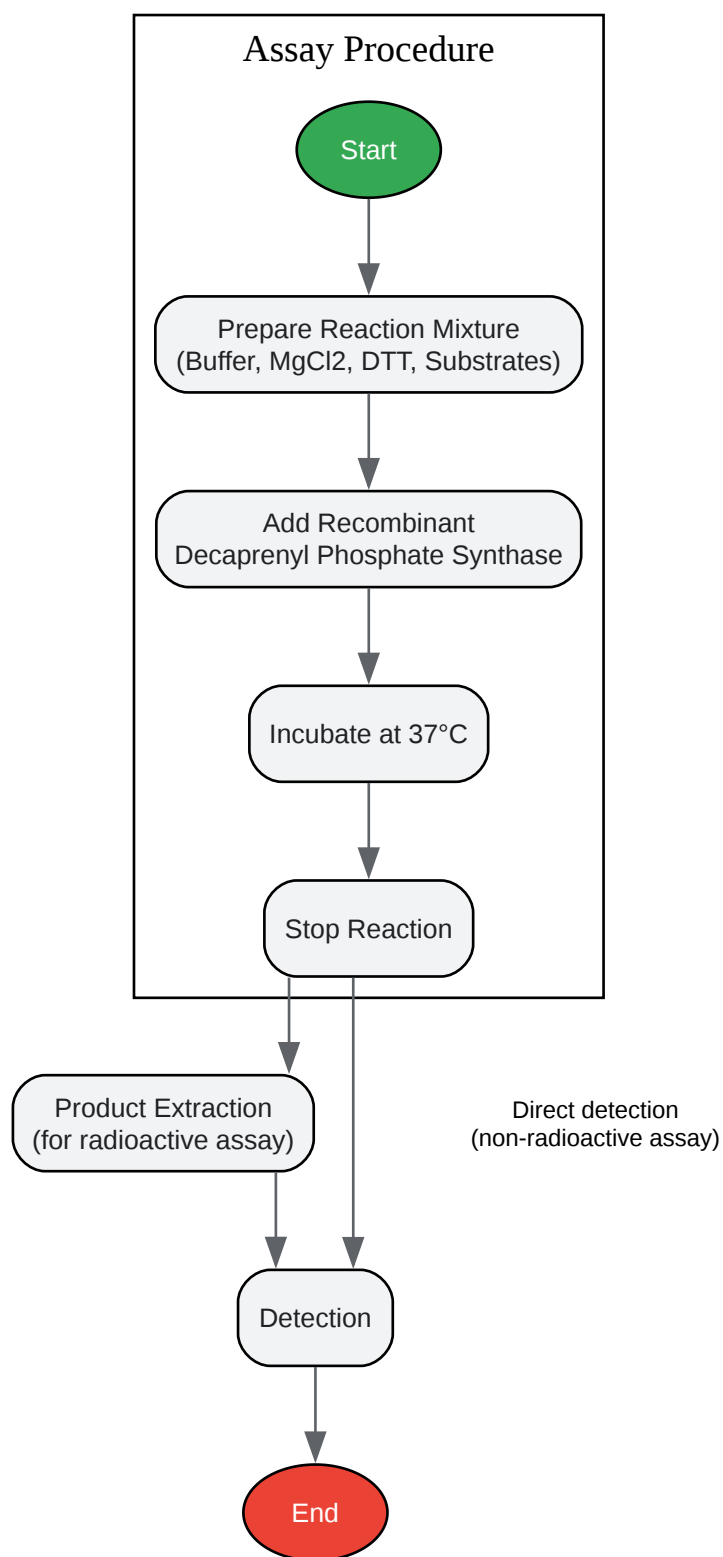 Assay Procedure
Start
Prepare Reaction Mixture
(Buffer, MgCl2, DTT, Substrates)
Add Recombinant
Decaprenyl Phosphate Synthase
Incubate at 37°C
Stop Reaction
Product Extraction
(for radioactive assay)
Direct detection
(non-radioactive assay)
Detection
End